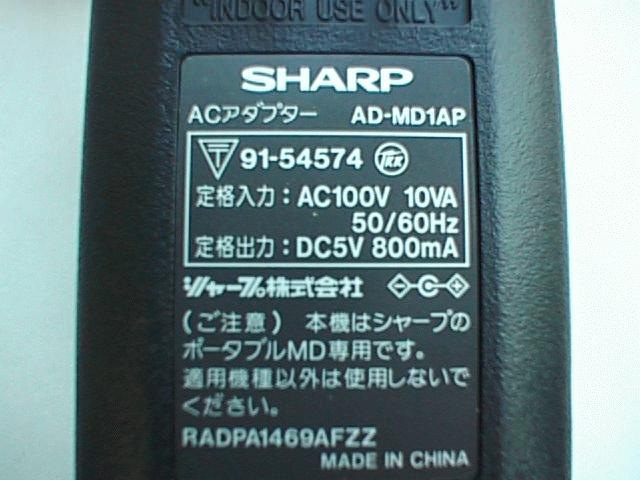 "INDOOR USE ONLY"
SHARP
ACアダプター AD-MD1AP
91-54574
定格入力：AC100V 10VA
50/60Hz
定格出力：DC5V 800mA
シャープ株式会社
(ご注意) 本機はシャープの
ポータブルMD専用です。
適用機種以外は使用しないで
ください。
RADPA1469AFZZ
MADE IN CHINA